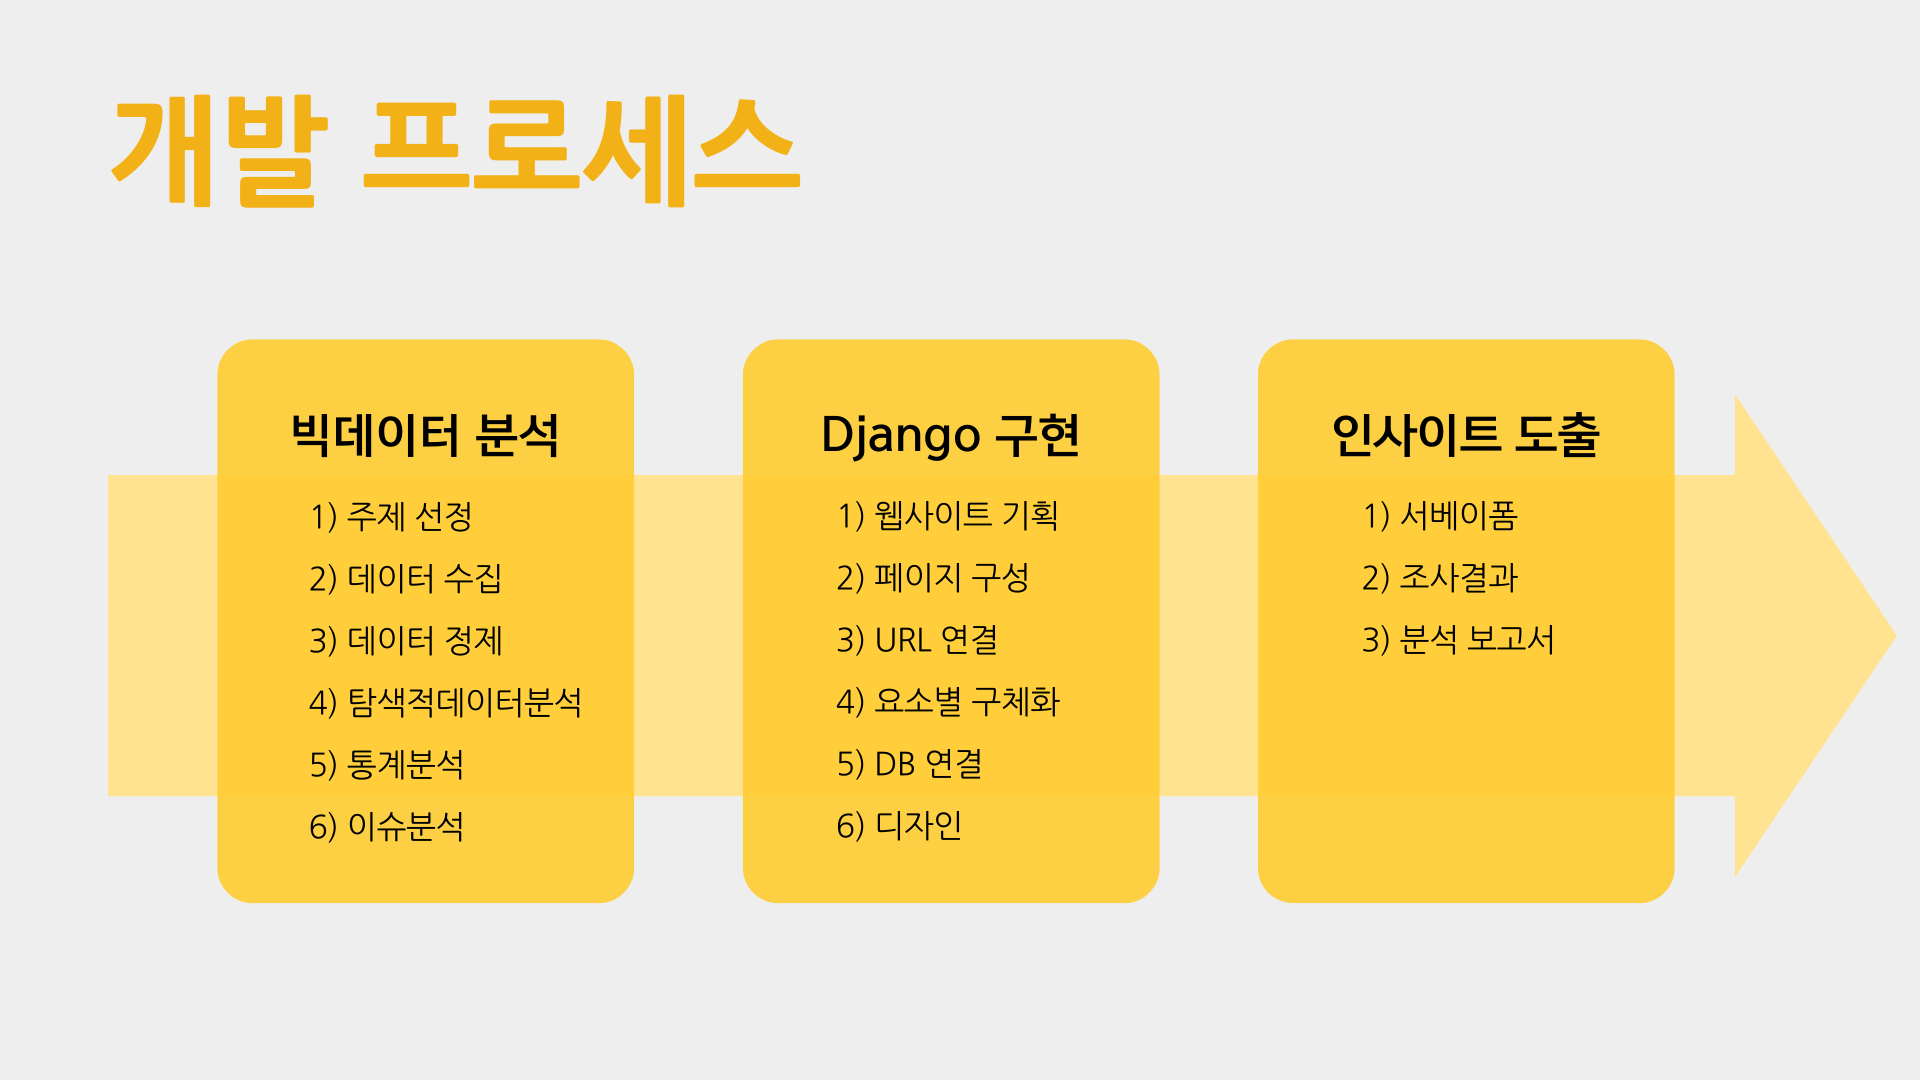 개발 프로세스
빅데이터 분석
1) 주제 선정
2) 데이터 수집
3) 데이터 정제
4) 탐색적데이터분석
5) 통계분석
6) 이슈분석
Django 구현
1) 웹사이트 기획
2) 페이지 구성
3) URL 연결
4) 요소별 구체화
5) DB 연결
6) 디자인
인사이트 도출
1) 서베이폼
2) 조사결과
3) 분석 보고서